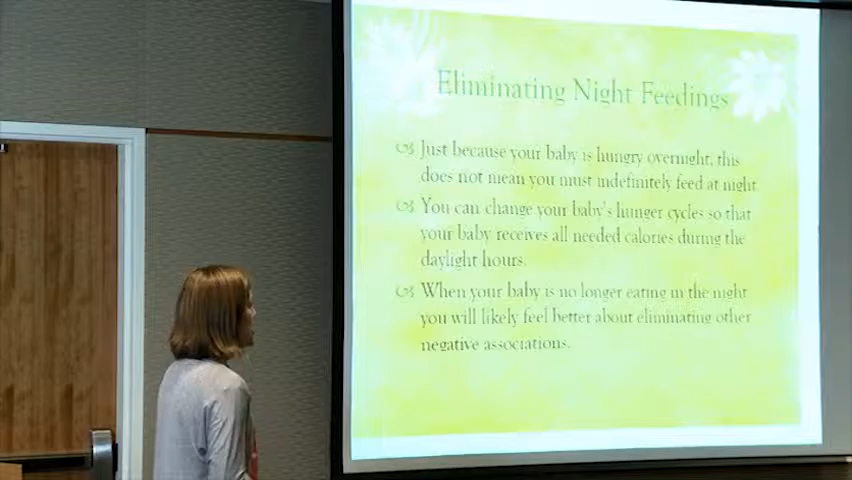 Eliminating Night Feedings
Just because your baby is hungry overnight, this
does not mean you must indefinitely feed at night.
You can change your baby's hunger cycles so that
your baby receives all needed calories during the
daylight hours.
When your baby is no longer eating in the night
you will likely feel better about eliminating other
negative associations.